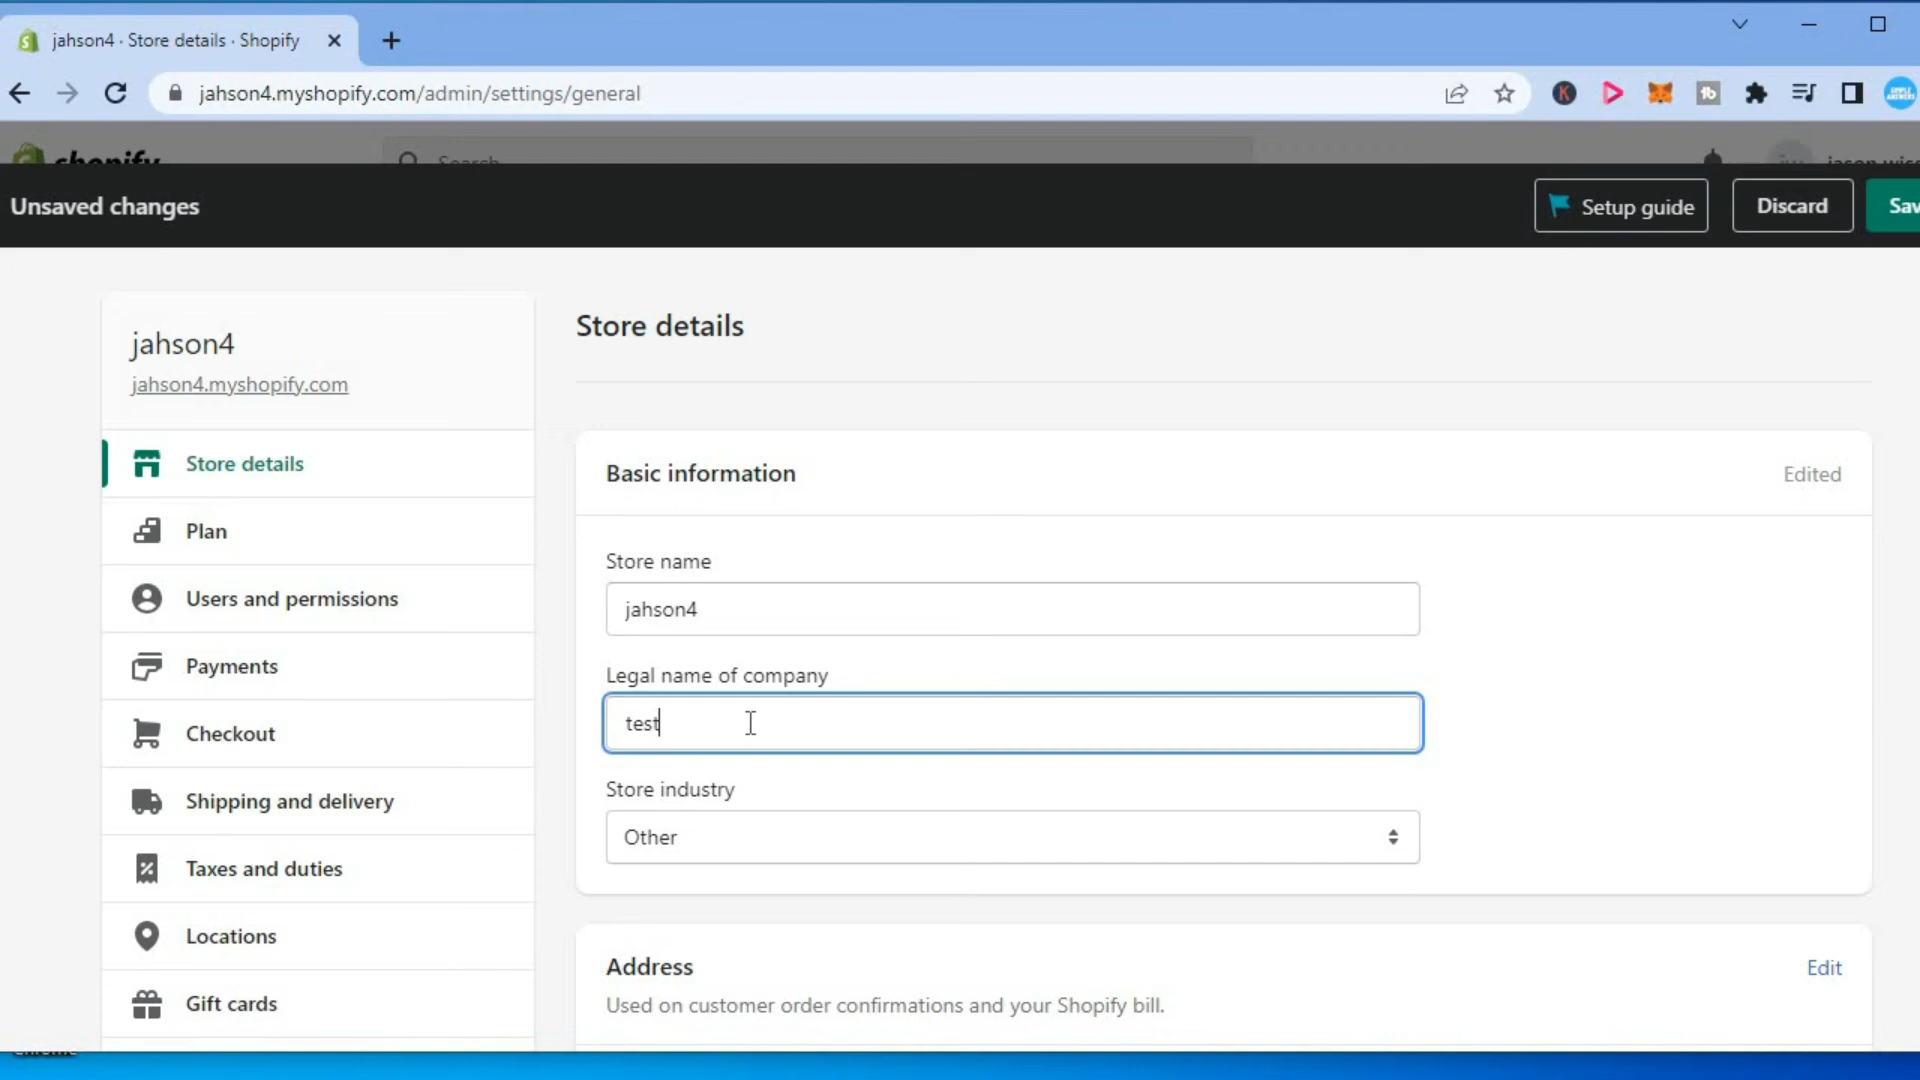 jahson4 · Store details · Shopify
jahson4.myshopify.com/admin/settings/general
shopify
Search
Unsaved changes
Setup guide
Discard
Sav
jahson4
jahson4.myshopify.com
Store details
Plan
Users and permissions
Payments
Checkout
Shipping and delivery
Taxes and duties
Locations
Gift cards
Store details
Basic information
Edited
Store name
jahson4
Legal name of company
test
Store industry
Other
Address
Edit
Used on customer order confirmations and your Shopify bill.